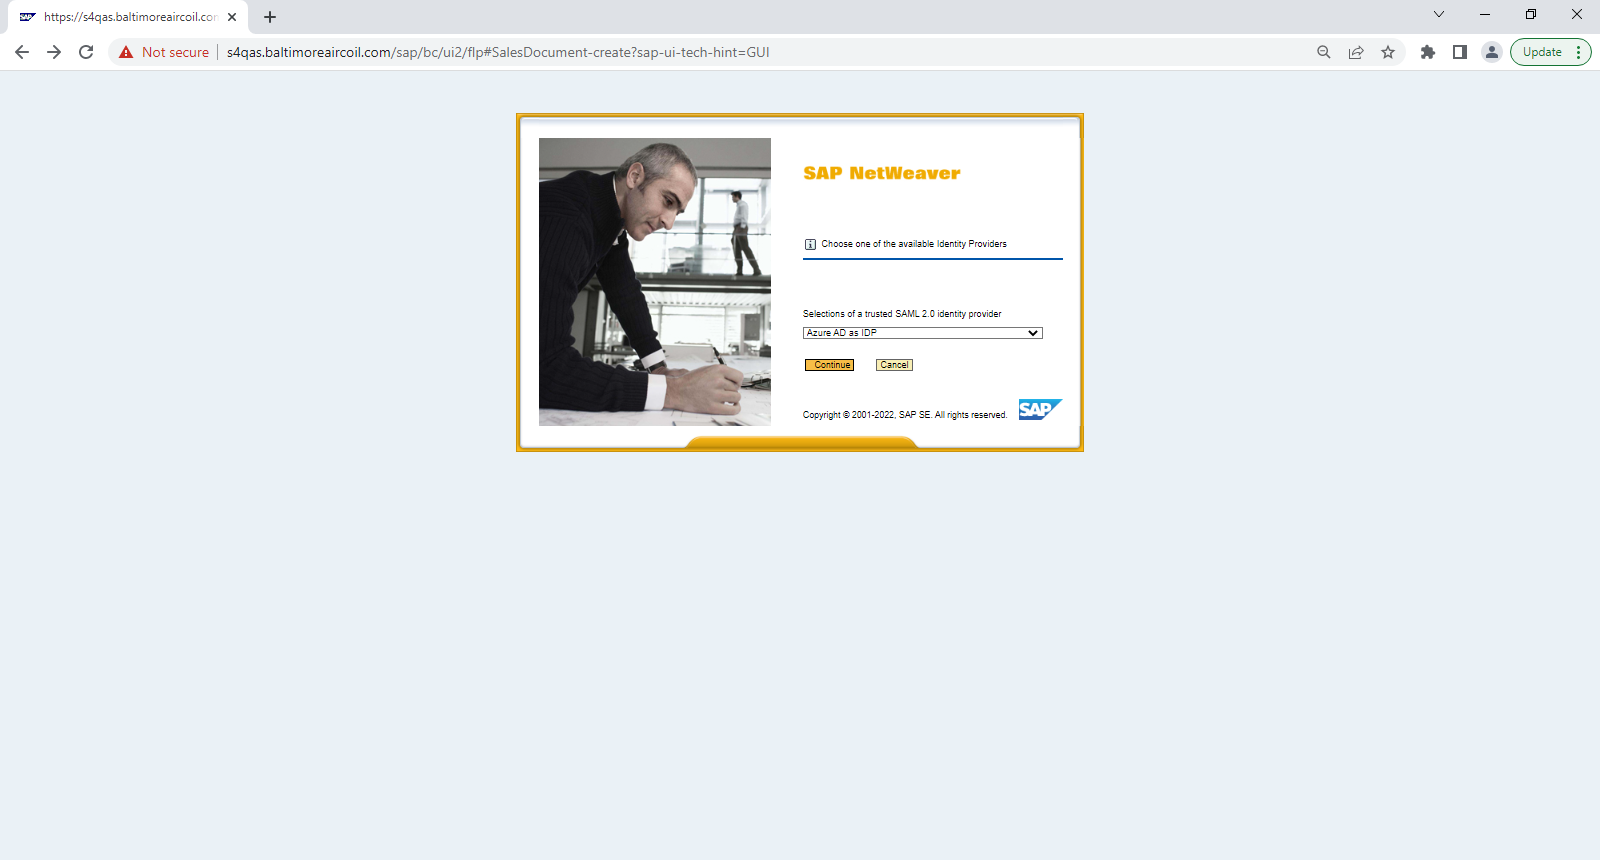 https://s4qas.baltimoreaircoil.con
Not secure
s4qas.baltimoreaircoil.com/sap/bc/ui2/flp#SalesDocument-create?sap-ui-tech-hint=GUI
Update
SAP NetWeaver
Choose one of the available Identity Providers
Selections of a trusted SAML 2.0 identity provider
Azure AD as IDP
Continue
Cancel
Copyright © 2001-2022, SAP SE. All rights reserved.
SAP